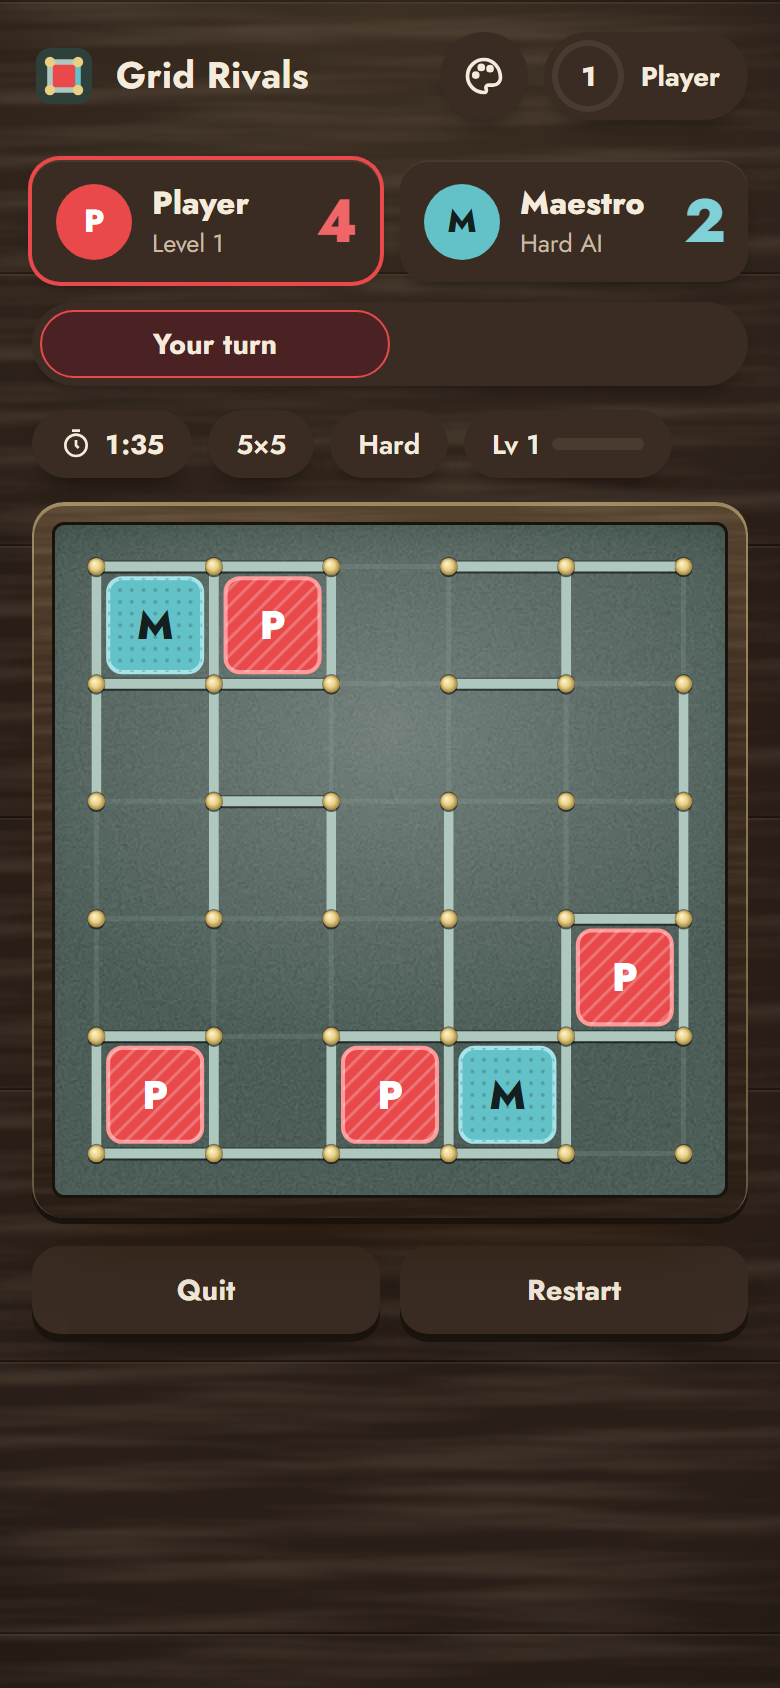 Grid Rivals
1 Player
P Player 4
Level 1
M Maestro 2
Hard AI
Your turn
1:35 5×5 Hard Lv 1
M P
P
P P M
Quit Restart